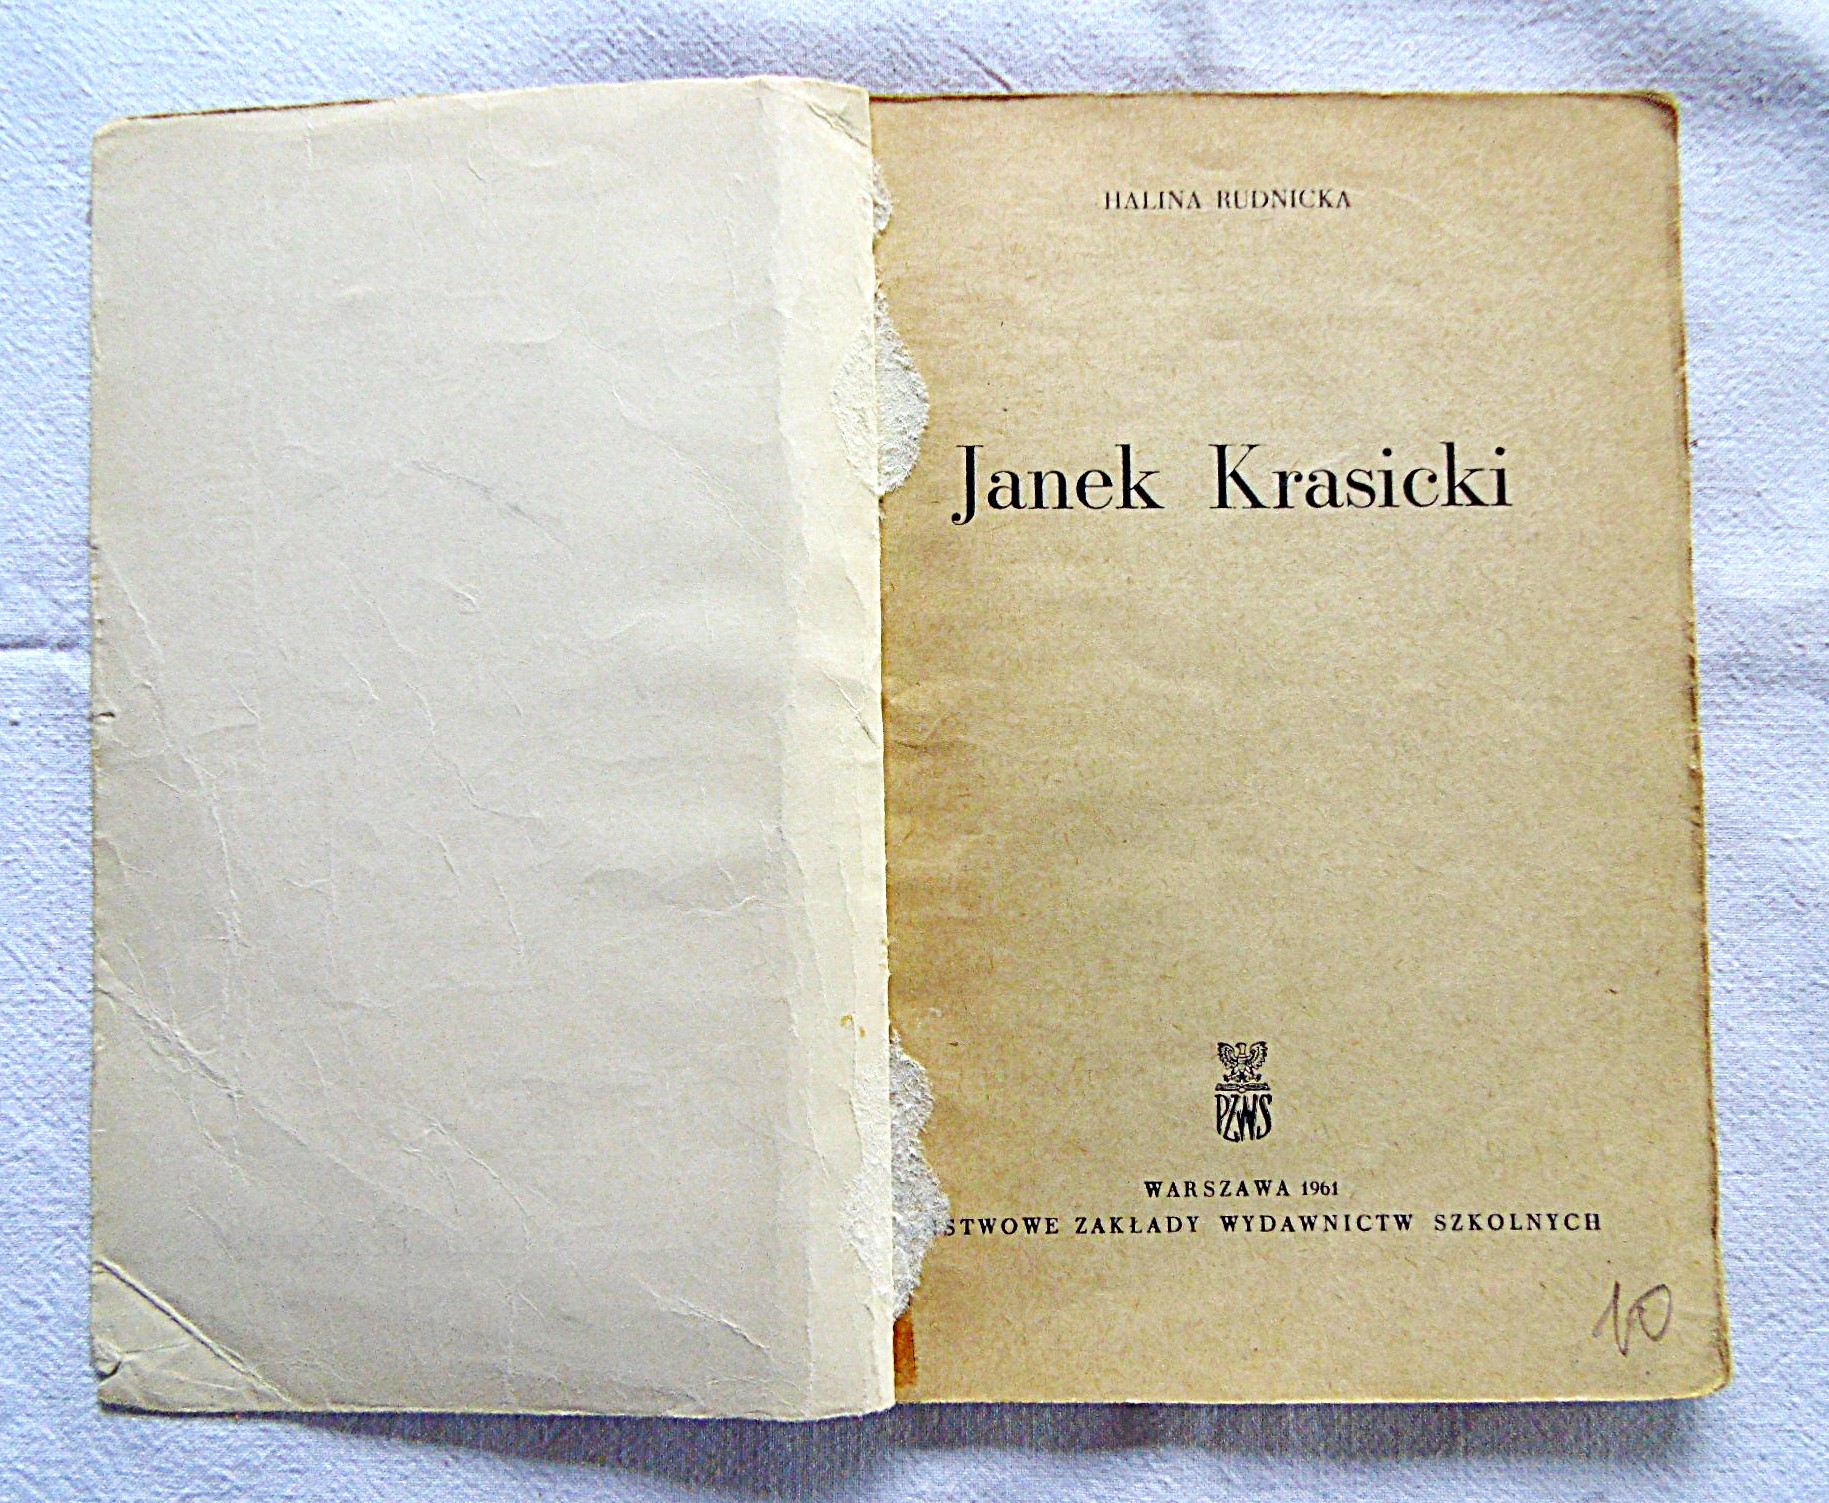 HALINA RUDNICKA
Janek Krasicki
PZWS
WARSZAWA 1961
STWOWE ZAKŁADY WYDAWNICTW SZKOLNYCH
10